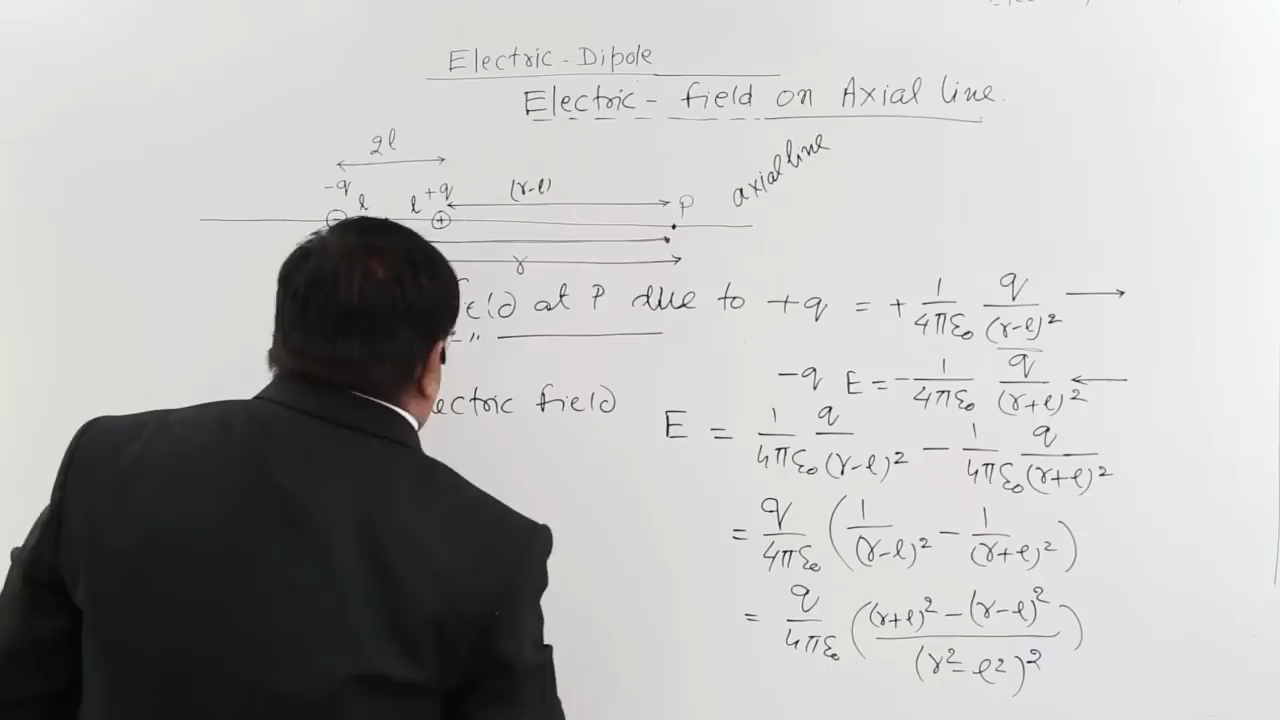 Electric - Dipole
Electric - field on Axial line.
2l
-q l l +q (r-l) P axial line
r
field at P due to +q = + 1/4πε₀ q/(r-l)² →
-q E = - 1/4πε₀ q/(r+l)² ←
ectric field E = 1/4πε₀ q/(r-l)² - 1/4πε₀ q/(r+l)²
= q/4πε₀ (1/(r-l)² - 1/(r+l)²)
= q/4πε₀ ((r+l)² - (r-l)²/(r²-l²)²)